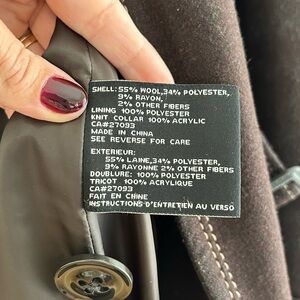 SHELL: 55% WOOL,34% POLYESTER,
9% RAYON,
2% OTHER FIBERS
LINING 100% POLYESTER
KNIT COLLAR 100% ACRYLIC
CA#27093
MADE IN CHINA
SEE REVERSE FOR CARE
EXTERIEUR:
55% LAINE,34% POLYESTER,
9% RAYONNE 2% OTHER FIBERS
DOUBLURE: 100% POLYESTER
TRICOT 100% ACRYLIQUE
CA#27093
FAIT EN CHINE
INSTRUCTIONS D'ENTRETIEN AU VERSO